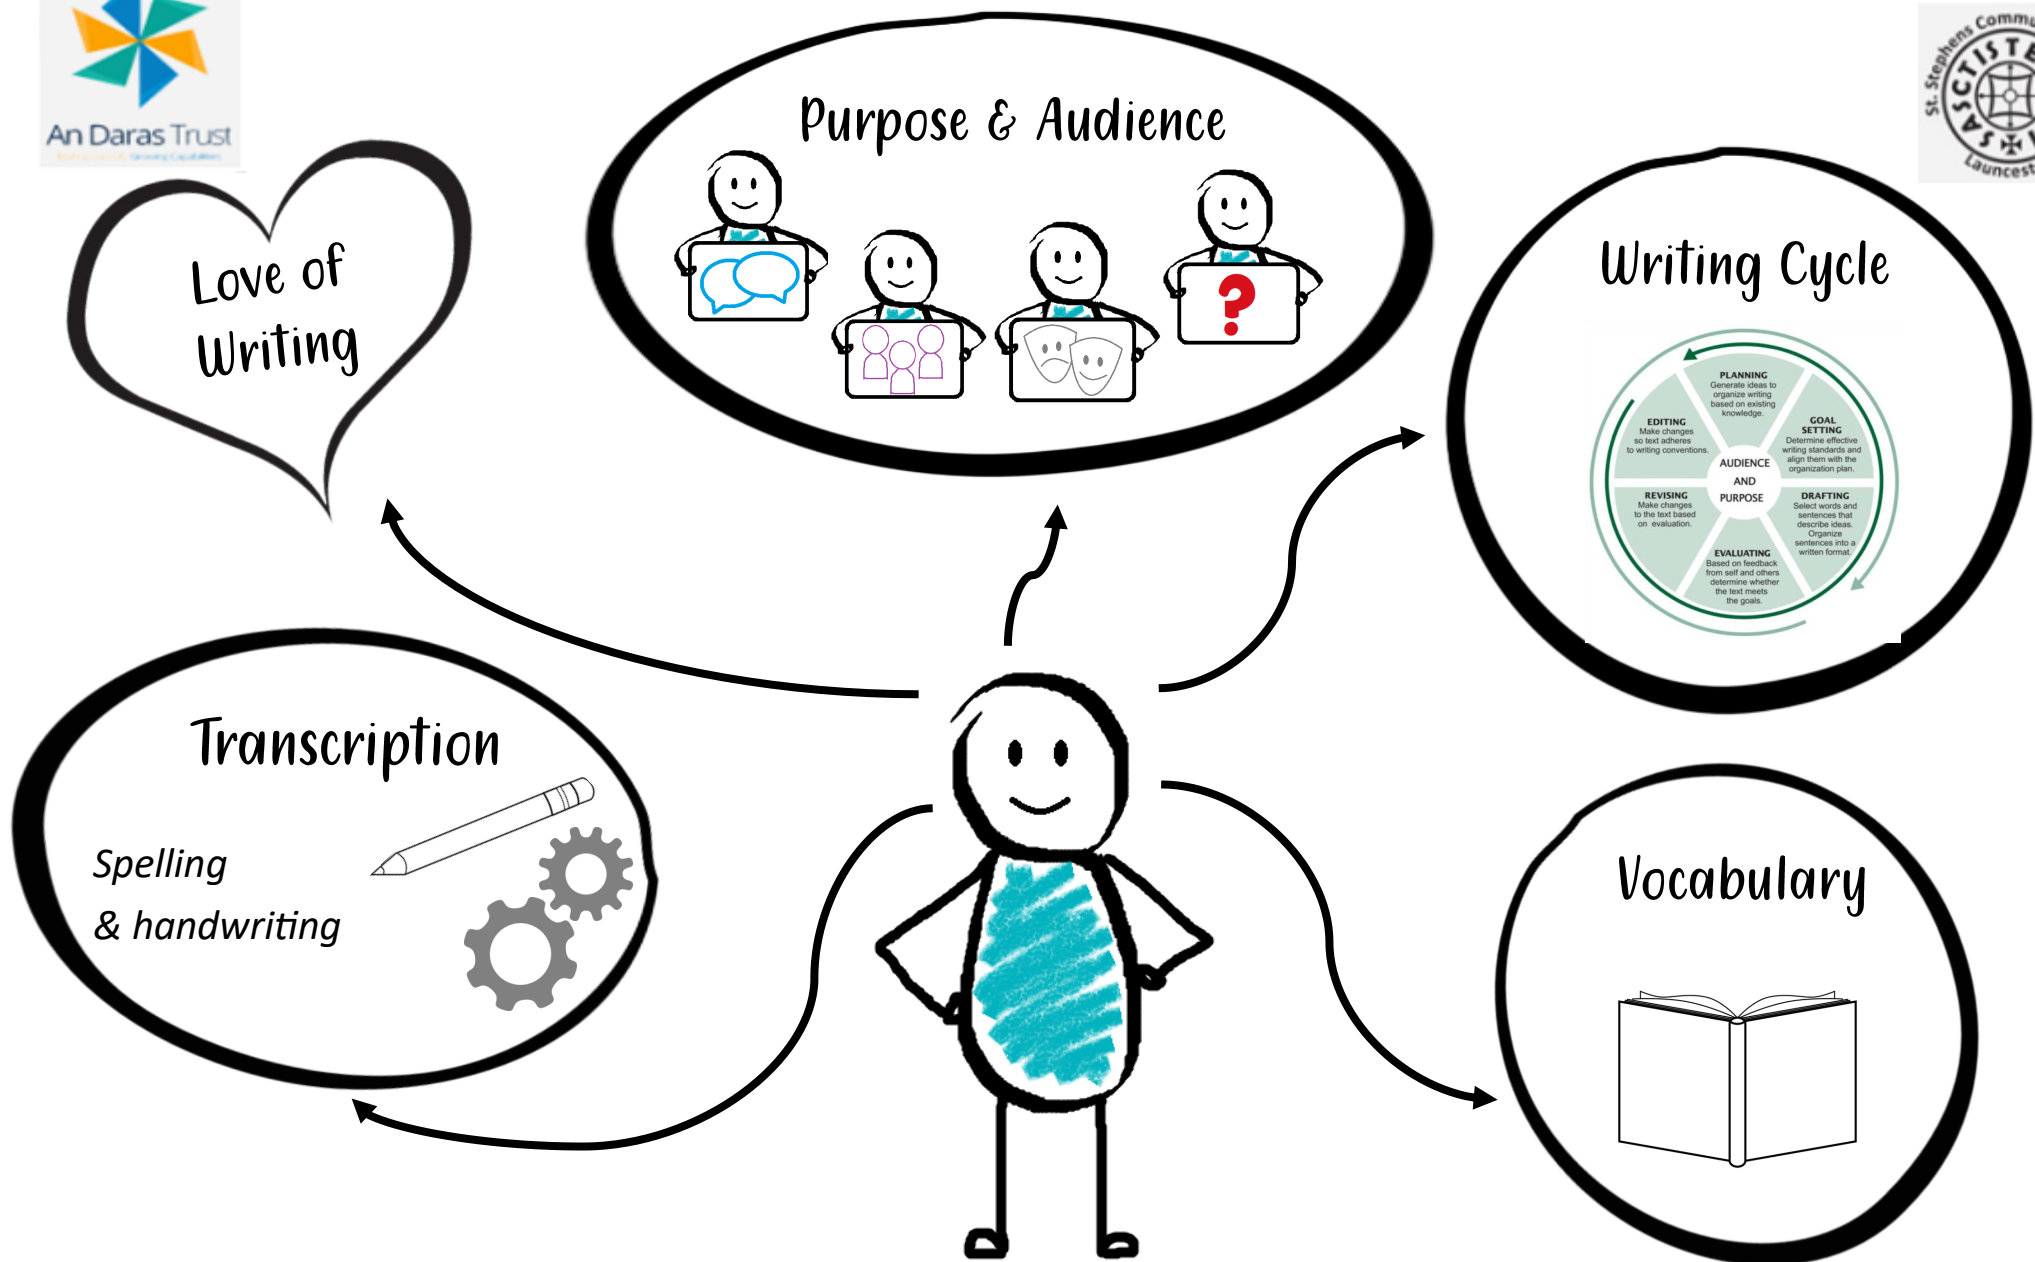 An Daras Trust
Growing Capabilities
Purpose & Audience
St. Stephens
Love of
Writing
Writing Cycle
PLANNING
Generate ideas to
organize writing
based on existing
knowledge.
GOAL
SETTING
Determine effective
writing standards and
align them with the
organization plan.
DRAFTING
Select words and
sentences that
describe ideas.
Organize
sentences into a
written format.
EVALUATING
Based on feedback
from self and others
determine whether
the text meets
the goals.
REVISING
Make changes
to the text based
on evaluation.
EDITING
Make changes
so text adheres
to writing conventions.
AUDIENCE
AND
PURPOSE
Transcription
Spelling
& handwriting
Vocabulary